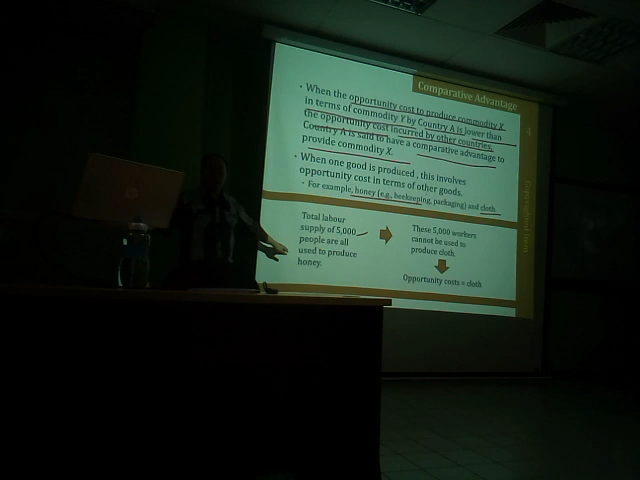 Comparative Advantage
• When the opportunity cost to produce commodity X
in terms of commodity Y by Country A is lower than
the opportunity cost incurred by other countries,
Country A is said to have a comparative advantage to
provide commodity X.
• When one good is produced , this involves
opportunity cost in terms of other goods.
• For example, honey (e.g., beekeeping, packaging) and cloth.
Total labour
supply of 5,000
people are all
used to produce
honey.
These 5,000 workers
cannot be used to
produce cloth.
Opportunity costs = cloth